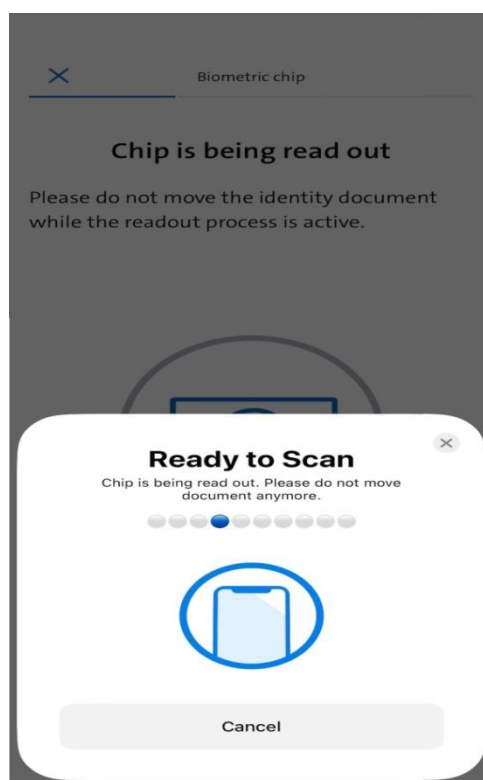 Biometric chip
Chip is being read out
Please do not move the identity document
while the readout process is active.
Ready to Scan
Chip is being read out. Please do not move
document anymore.
Cancel